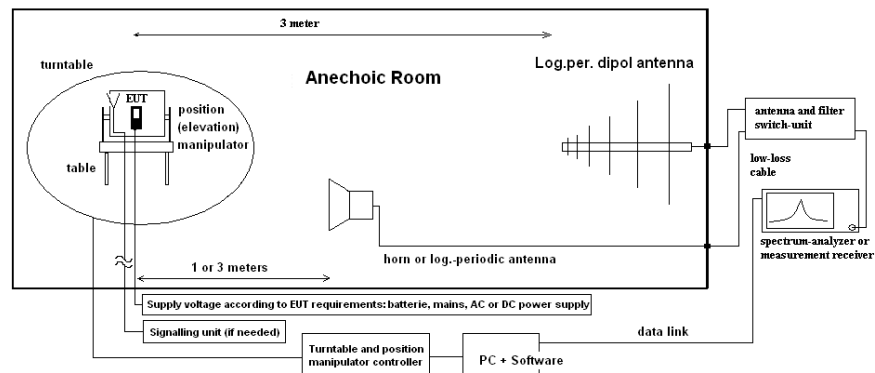 3 meter
turntable
Log.per. dipol antenna
Anechoic Room
EUT
position
(elevation)
manipulator
table
antenna and filter
switch-unit
low-loss
cable
spectrum-analyzer or
measurement receiver
horn or log.-periodic antenna
1 or 3 meters
Supply voltage according to EUT requirements: batterie, mains, AC or DC power supply
Signalling unit (if needed)
data link
Turntable and position
manipulator controller
PC + Software